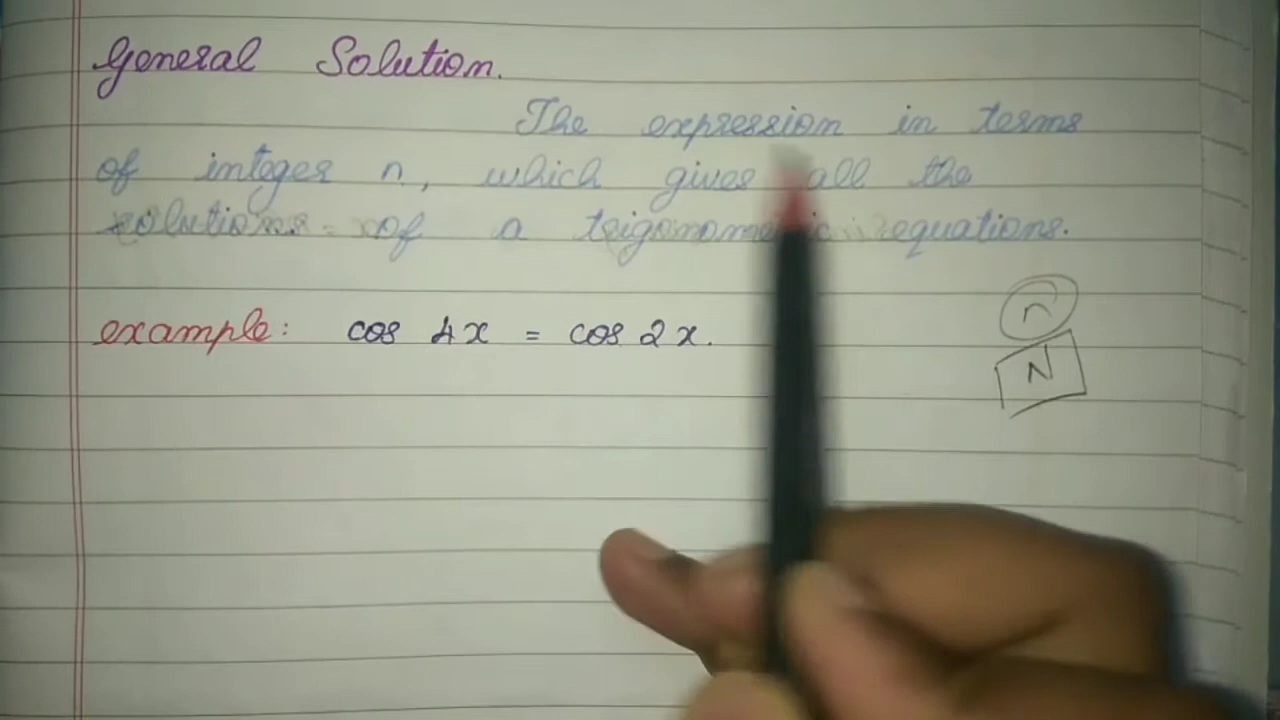 General Solution.
The expression in terms
of integer n, which gives all the
solutions of a trigonometric equations.
example: cos 4x = cos 2x.
n
N